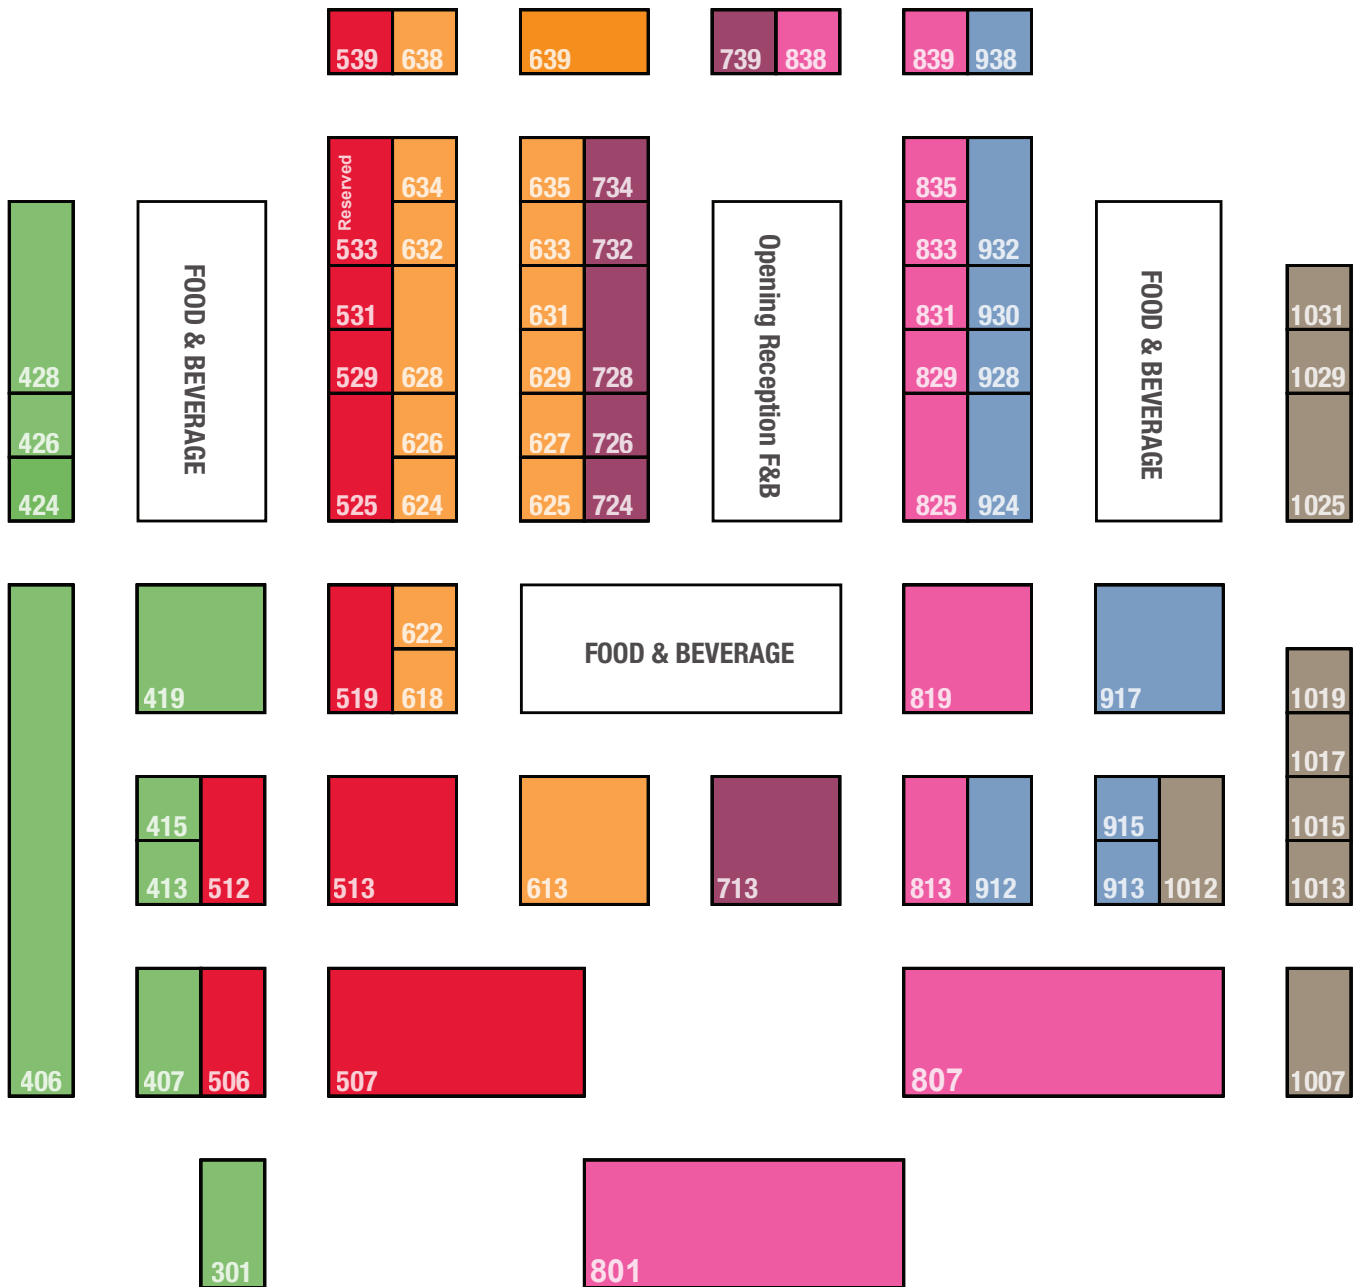 539 638 639 739 838 839 938
Reserved
634 635 734 835
533 632 633 732 833 932
FOOD & BEVERAGE
Opening Reception F&B
FOOD & BEVERAGE
531 631 831 930 1031
428 529 628 629 728 829 928 1029
426 626 627 726
424 525 624 625 724 825 924 1025
622
FOOD & BEVERAGE
419 519 618 819 917 1019
1017
415 915 1015
413 512 513 613 713 813 912 913 1012 1013
406 407 506 507 807 1007
301 801